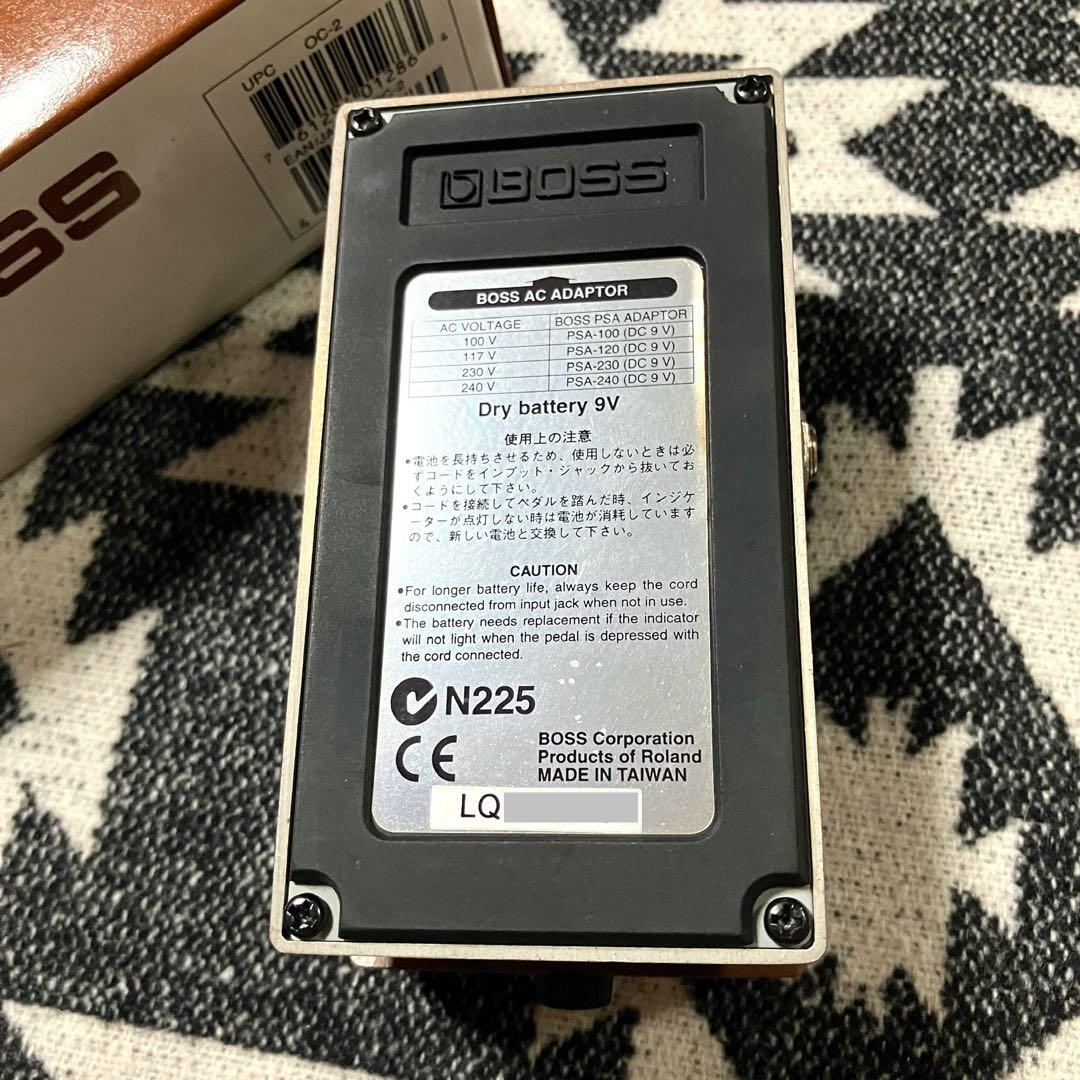 UPC OC-2
SS
BOSS
BOSS AC ADAPTOR
AC VOLTAGE BOSS PSA ADAPTOR
100 V PSA-100 (DC 9 V)
117 V PSA-120 (DC 9 V)
230 V PSA-230 (DC 9 V)
240 V PSA-240 (DC 9 V)
Dry battery 9V
使用上の注意
●電池を長持ちさせるため、使用しないときは必
ずコードをインプット・ジャックから抜いてお
くようにして下さい。
●コードを接続してペダルを踏んだ時、インジケ
ーターが点灯しない時は電池が消耗しています
ので、新しい電池と交換して下さい。
CAUTION
●For longer battery life, always keep the cord
disconnected from input jack when not in use.
●The battery needs replacement if the indicator
will not light when the pedal is depressed with
the cord connected.
N225
CE
BOSS Corporation
Products of Roland
MADE IN TAIWAN
LQ